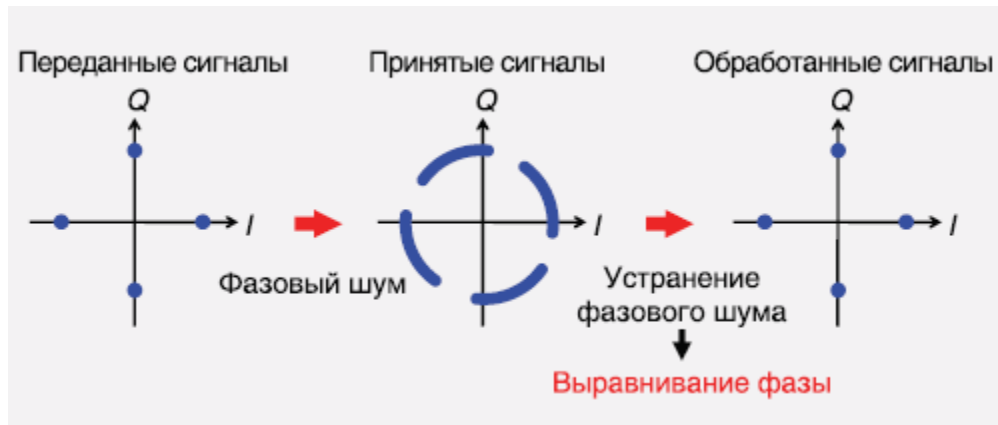 Переданные сигналы
Принятые сигналы
Обработанные сигналы
Q
Q
Q
I
I
I
Фазовый шум
Устранение
фазового шума
Выравнивание фазы